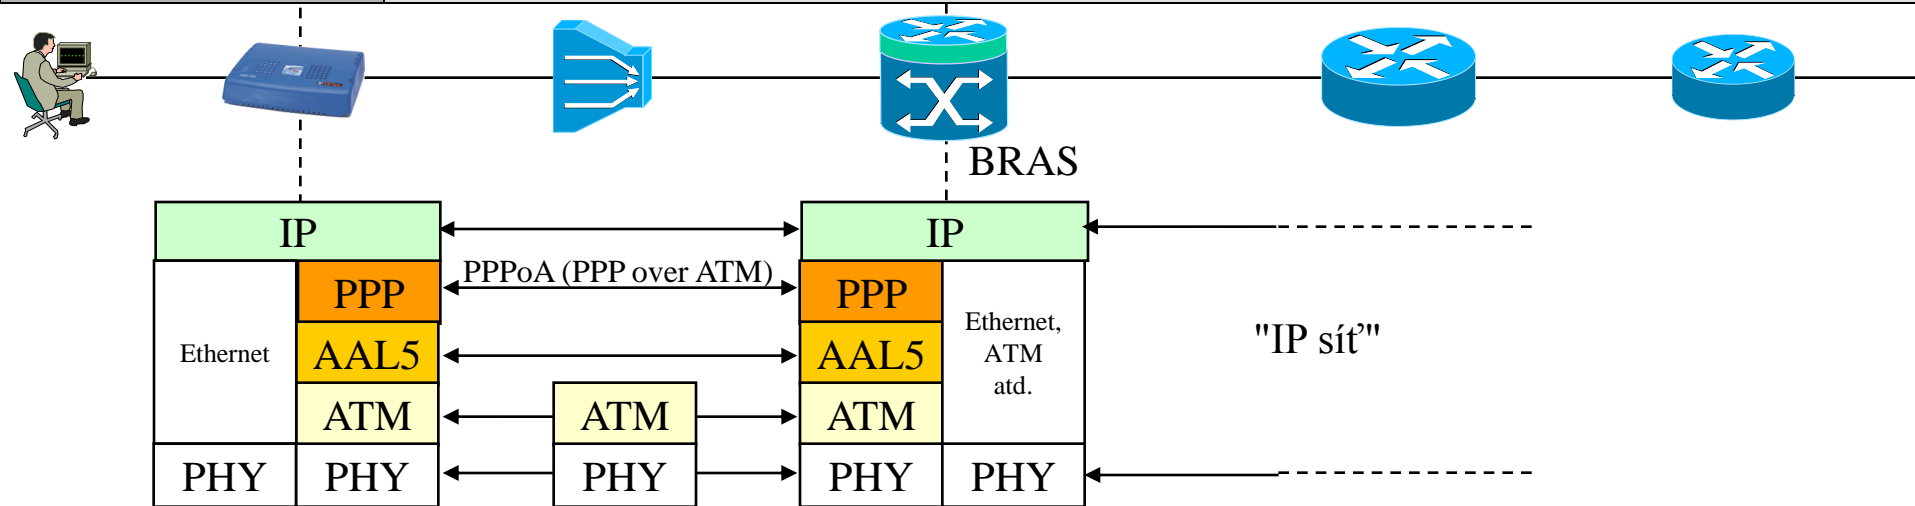 BRAS
IP
IP
PPPoA (PPP over ATM)
PPP
PPP
Ethernet
AAL5
AAL5
Ethernet,
ATM
atd.
"IP síť"
ATM
ATM
ATM
PHY
PHY
PHY
PHY
PHY